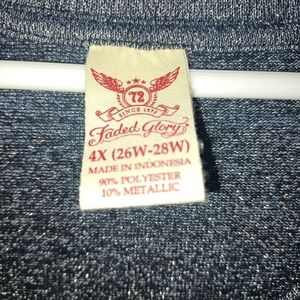 '72
SINCE 1972
Faded Glory
4X (26W-28W)
MADE IN INDONESIA
90% POLYESTER
10% METALLIC